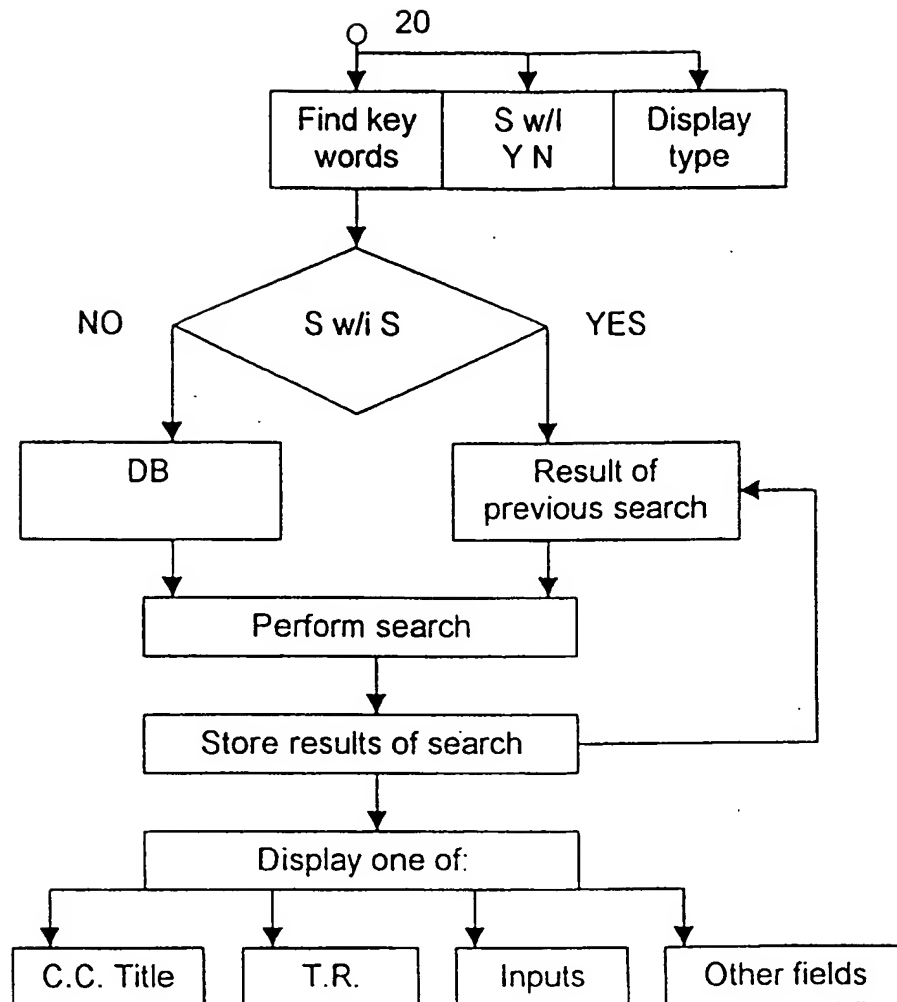 20
Find key
words
S w/I
Y N
Display
type
NO
S w/i S
YES
DB
Result of
previous search
Perform search
Store results of search
Display one of:
C.C. Title
T.R.
Inputs
Other fields